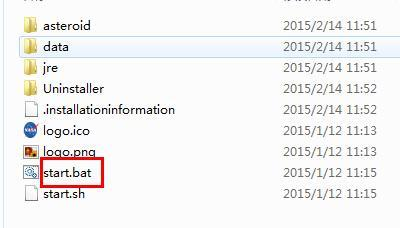 asteroid 2015/2/14 11:51
data 2015/2/14 11:51
jre 2015/2/14 11:51
Uninstaller 2015/2/14 11:52
.installationinformation 2015/2/14 11:52
logo.ico 2015/1/12 11:13
logo.png 2015/1/12 11:13
start.bat 2015/1/12 11:15
start.sh 2015/1/12 11:15